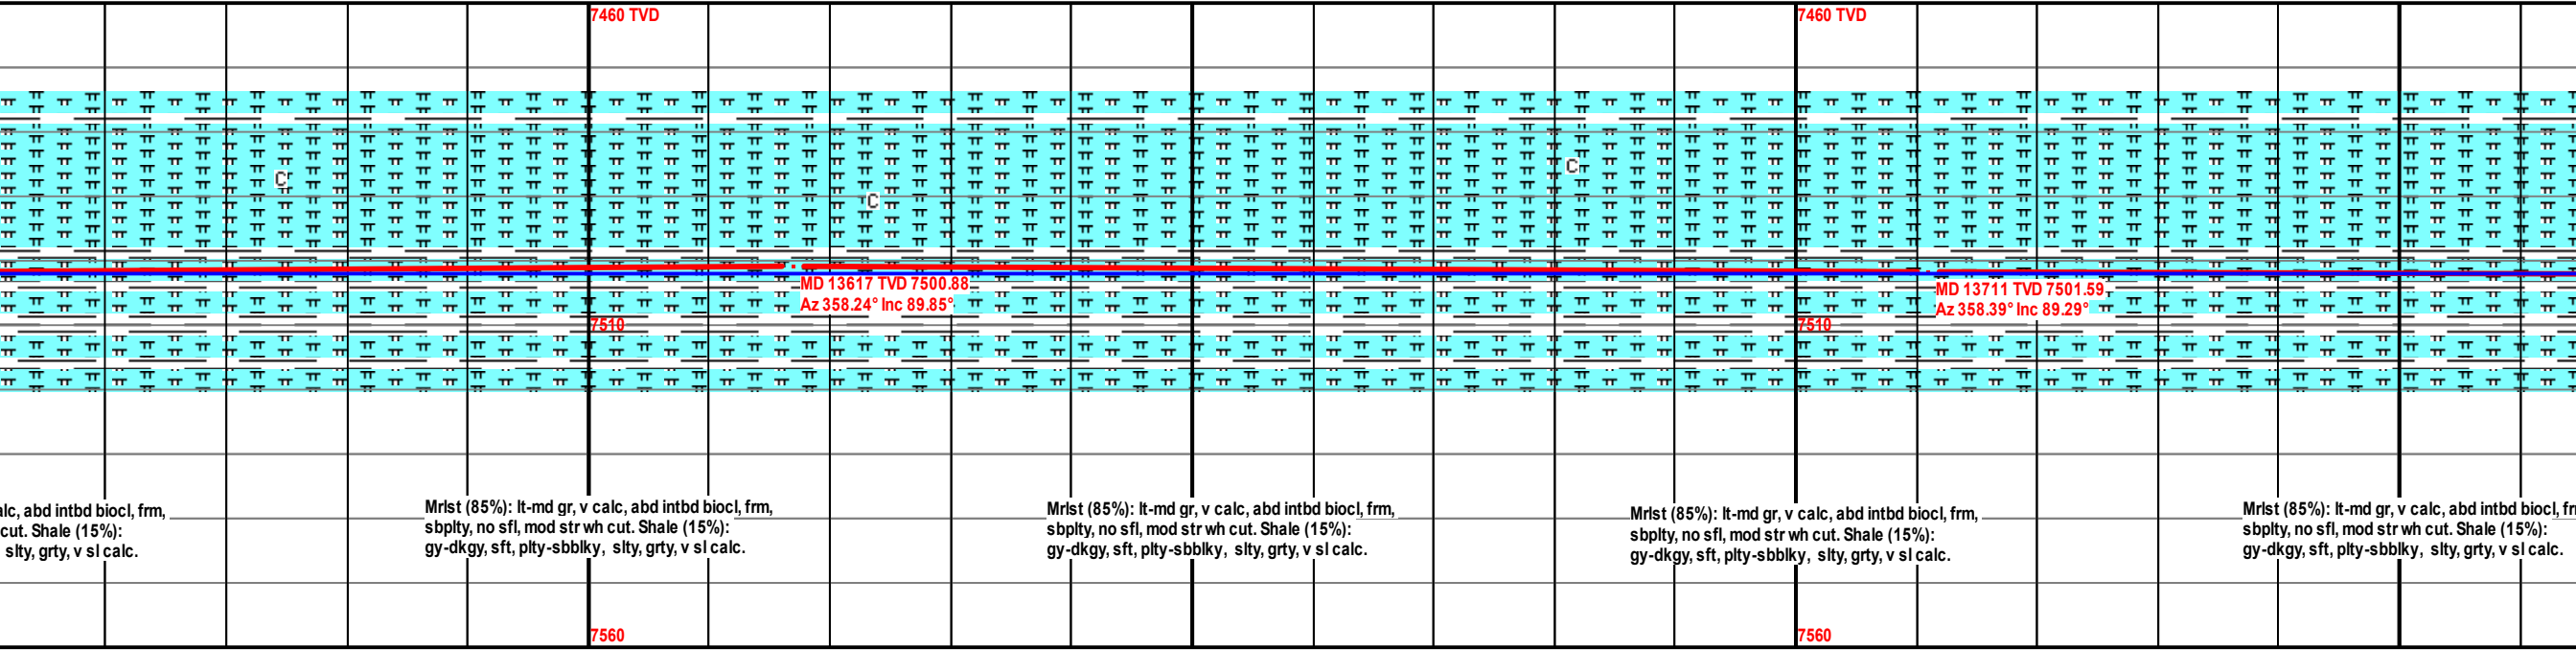 7460 TVD
7460 TVD
C
C
C
MD 13617 TVD 7500.88
Az 358.24° Inc 89.85°
MD 13711 TVD 7501.59
Az 358.39° Inc 89.29°
7510
7510
alc, abd intbd biocl, frm,
cut. Shale (15%):
slty, grty, v sl calc.
Mrlst (85%): lt-md gr, v calc, abd intbd biocl, frm,
sbplty, no sfl, mod str wh cut. Shale (15%):
gy-dkgy, sft, plty-sbblky, slty, grty, v sl calc.
Mrlst (85%): lt-md gr, v calc, abd intbd biocl, frm,
sbplty, no sfl, mod str wh cut. Shale (15%):
gy-dkgy, sft, plty-sbblky, slty, grty, v sl calc.
Mrlst (85%): lt-md gr, v calc, abd intbd biocl, frm,
sbplty, no sfl, mod str wh cut. Shale (15%):
gy-dkgy, sft, plty-sbblky, slty, grty, v sl calc.
Mrlst (85%): lt-md gr, v calc, abd intbd biocl, fr
sbplty, no sfl, mod str wh cut. Shale (15%):
gy-dkgy, sft, plty-sbblky, slty, grty, v sl calc.
7560
7560